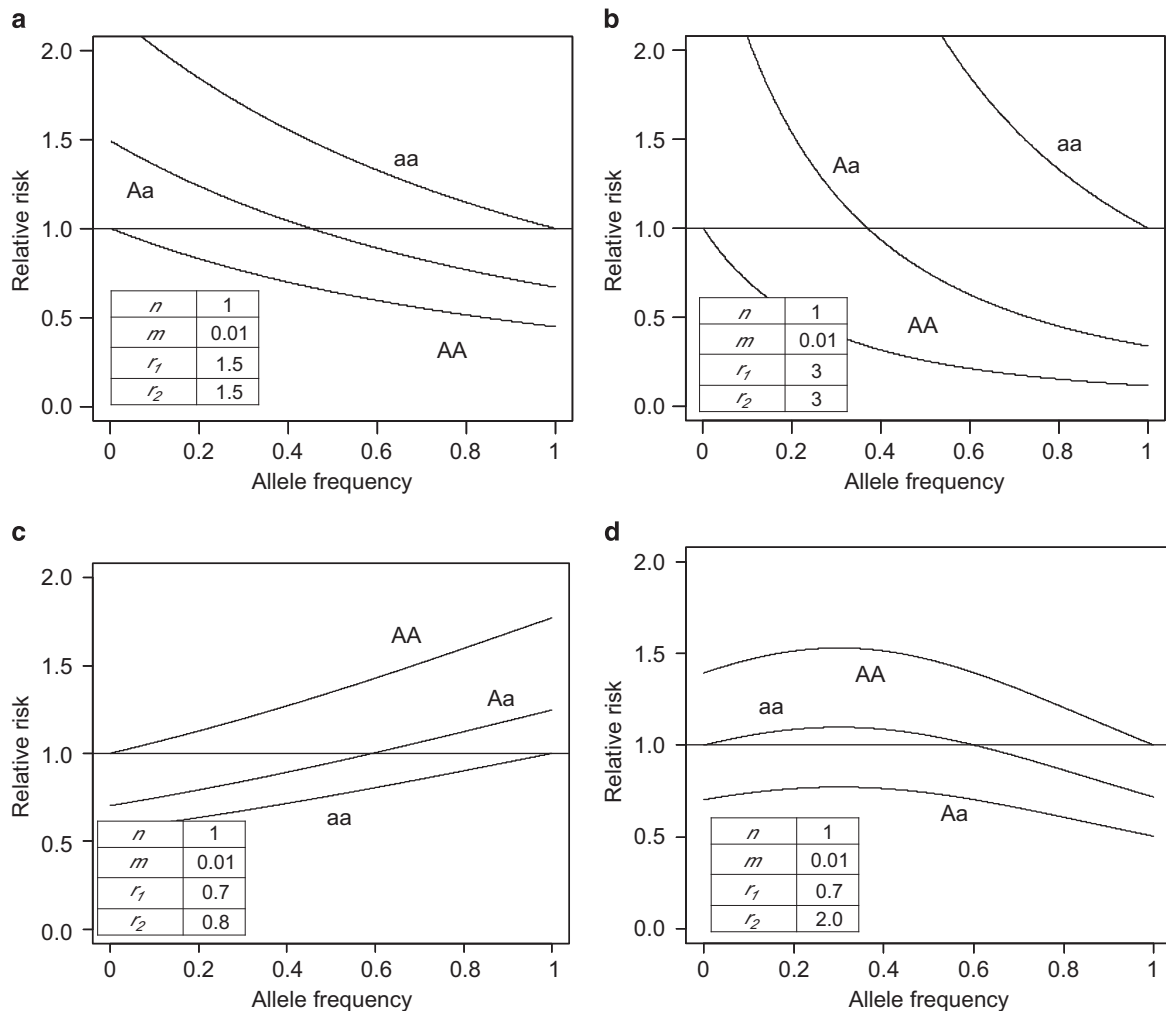 a
2.0
1.5
1.0
0.5
0.0
Relative risk
aa
Aa
AA
n 1
m 0.01
r1 1.5
r2 1.5
0 0.2 0.4 0.6 0.8 1
Allele frequency
b
2.0
1.5
1.0
0.5
0.0
Relative risk
Aa
aa
AA
n 1
m 0.01
r1 3
r2 3
0 0.2 0.4 0.6 0.8 1
Allele frequency
c
2.0
1.5
1.0
0.5
0.0
Relative risk
AA
Aa
aa
n 1
m 0.01
r1 0.7
r2 0.8
0 0.2 0.4 0.6 0.8 1
Allele frequency
d
2.0
1.5
1.0
0.5
0.0
Relative risk
AA
aa
Aa
n 1
m 0.01
r1 0.7
r2 2.0
0 0.2 0.4 0.6 0.8 1
Allele frequency